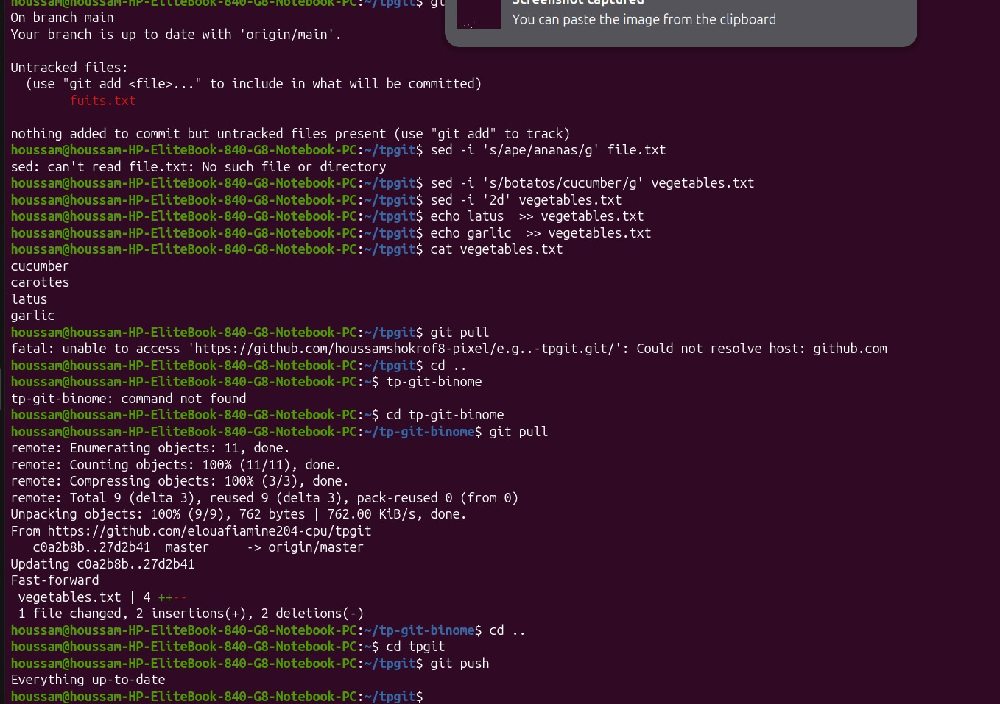 houssam@houssam-HP-EliteBook-840-G8-Notebook-PC:~/tpgit$
Screenshot captured
You can paste the image from the clipboard
On branch main
Your branch is up to date with 'origin/main'.
Untracked files:
  (use "git add <file>..." to include in what will be committed)
        fuits.txt
nothing added to commit but untracked files present (use "git add" to track)
houssam@houssam-HP-EliteBook-840-G8-Notebook-PC:~/tpgit$ sed -i 's/ape/ananas/g' file.txt
sed: can't read file.txt: No such file or directory
houssam@houssam-HP-EliteBook-840-G8-Notebook-PC:~/tpgit$ sed -i 's/botatos/cucumber/g' vegetables.txt
houssam@houssam-HP-EliteBook-840-G8-Notebook-PC:~/tpgit$ sed -i '2d' vegetables.txt
houssam@houssam-HP-EliteBook-840-G8-Notebook-PC:~/tpgit$ echo latus  >> vegetables.txt
houssam@houssam-HP-EliteBook-840-G8-Notebook-PC:~/tpgit$ echo garlic  >> vegetables.txt
houssam@houssam-HP-EliteBook-840-G8-Notebook-PC:~/tpgit$ cat vegetables.txt
cucumber
carottes
latus
garlic
houssam@houssam-HP-EliteBook-840-G8-Notebook-PC:~/tpgit$ git pull
fatal: unable to access 'https://github.com/houssamshokrof8-pixel/e.g..-tpgit.git/': Could not resolve host: github.com
houssam@houssam-HP-EliteBook-840-G8-Notebook-PC:~/tpgit$ cd ..
houssam@houssam-HP-EliteBook-840-G8-Notebook-PC:~$ tp-git-binome
tp-git-binome: command not found
houssam@houssam-HP-EliteBook-840-G8-Notebook-PC:~$ cd tp-git-binome
houssam@houssam-HP-EliteBook-840-G8-Notebook-PC:~/tp-git-binome$ git pull
remote: Enumerating objects: 11, done.
remote: Counting objects: 100% (11/11), done.
remote: Compressing objects: 100% (3/3), done.
remote: Total 9 (delta 3), reused 9 (delta 3), pack-reused 0 (from 0)
Unpacking objects: 100% (9/9), 762 bytes | 762.00 KiB/s, done.
From https://github.com/elouafiamine204-cpu/tpgit
   c0a2b8b..27d2b41  master     -> origin/master
Updating c0a2b8b..27d2b41
Fast-forward
 vegetables.txt | 4 ++--
 1 file changed, 2 insertions(+), 2 deletions(-)
houssam@houssam-HP-EliteBook-840-G8-Notebook-PC:~/tp-git-binome$ cd ..
houssam@houssam-HP-EliteBook-840-G8-Notebook-PC:~$ cd tpgit
houssam@houssam-HP-EliteBook-840-G8-Notebook-PC:~/tpgit$ git push
Everything up-to-date
houssam@houssam-HP-EliteBook-840-G8-Notebook-PC:~/tpgit$